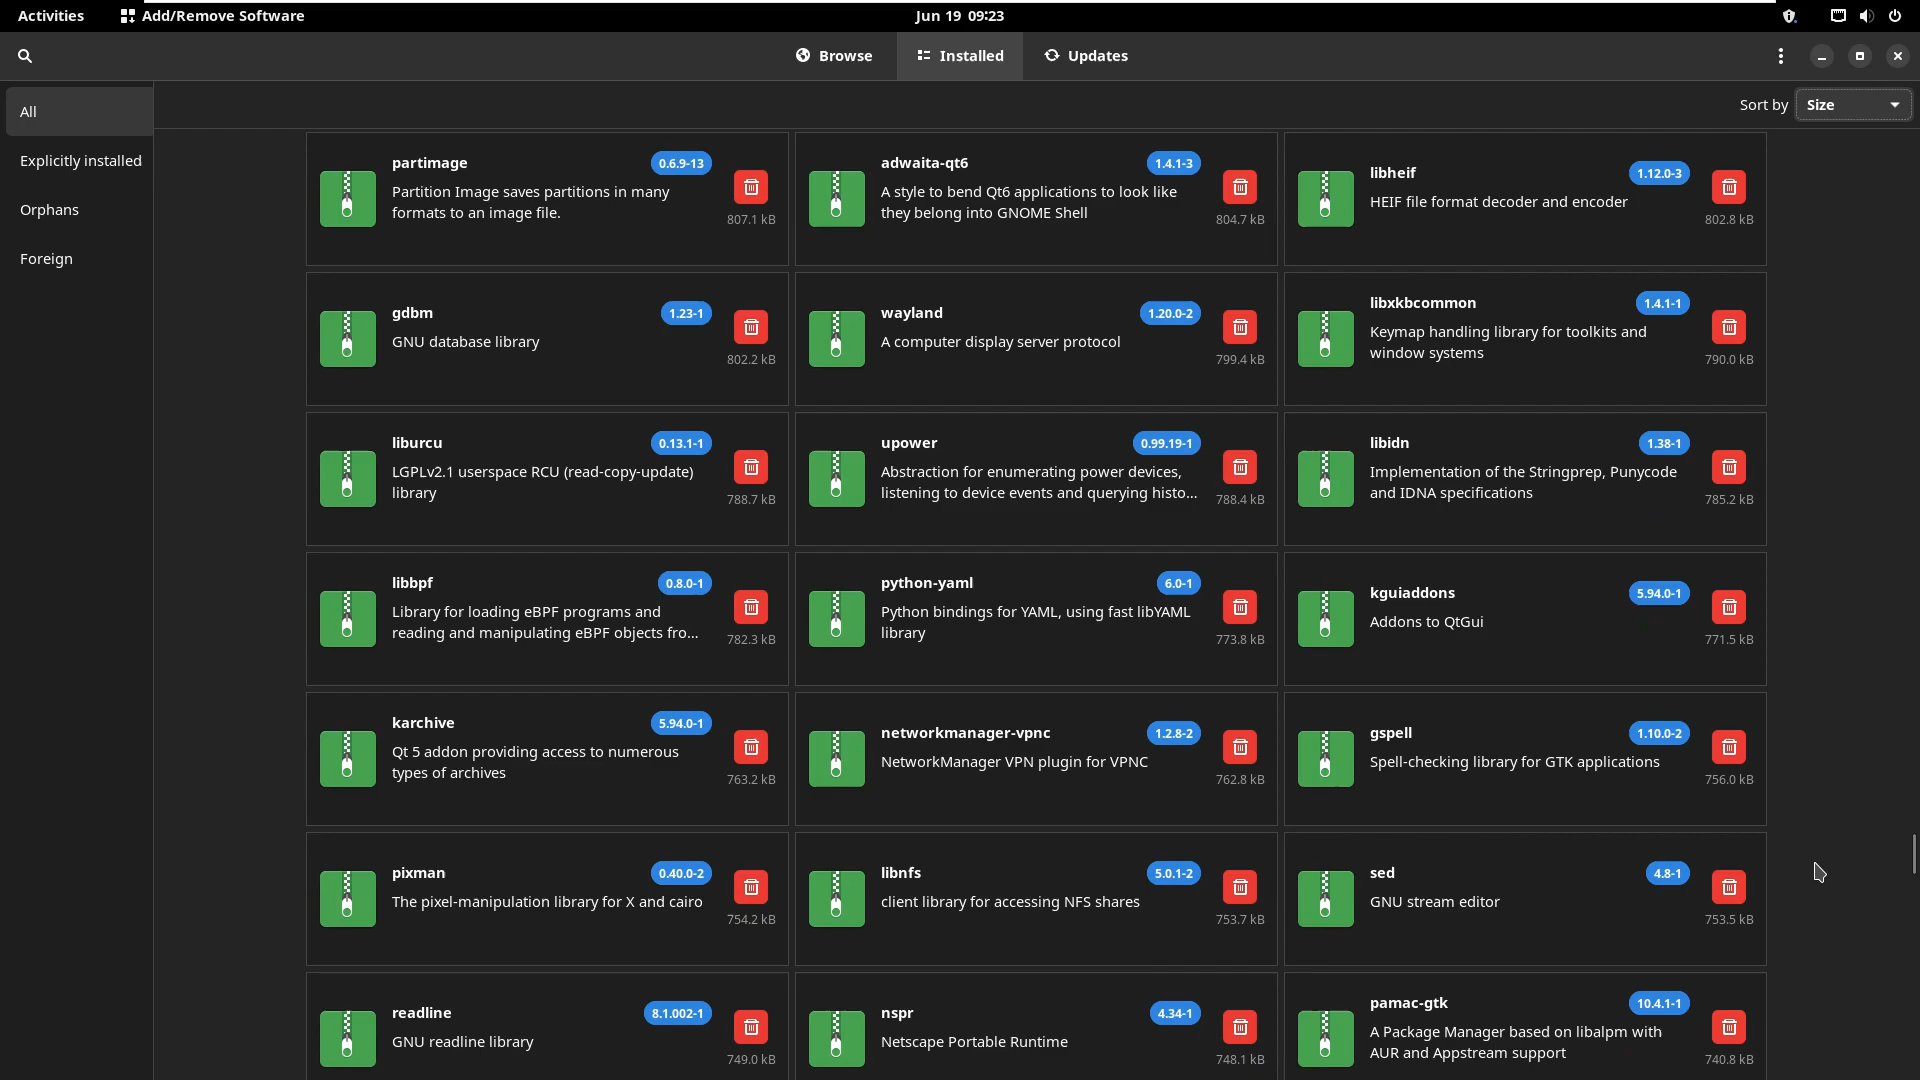 Activities
Add/Remove Software
Jun 19 09:23
Browse
Installed
Updates
All
Explicitly installed
Orphans
Foreign
Sort by
Size
partimage
0.6.9-13
Partition Image saves partitions in many
formats to an image file.
807.1 kB
adwaita-qt6
1.4.1-3
A style to bend Qt6 applications to look like
they belong into GNOME Shell
804.7 kB
libheif
1.12.0-3
HEIF file format decoder and encoder
802.8 kB
gdbm
1.23-1
GNU database library
802.2 kB
wayland
1.20.0-2
A computer display server protocol
799.4 kB
libxkbcommon
1.4.1-1
Keymap handling library for toolkits and
window systems
790.0 kB
liburcu
0.13.1-1
LGPLv2.1 userspace RCU (read-copy-update)
library
788.7 kB
upower
0.99.19-1
Abstraction for enumerating power devices,
listening to device events and querying histo...
788.4 kB
libidn
1.38-1
Implementation of the Stringprep, Punycode
and IDNA specifications
785.2 kB
libbpf
0.8.0-1
Library for loading eBPF programs and
reading and manipulating eBPF objects fro...
782.3 kB
python-yaml
6.0-1
Python bindings for YAML, using fast libYAML
library
773.8 kB
kguiaddons
5.94.0-1
Addons to QtGui
771.5 kB
karchive
5.94.0-1
Qt 5 addon providing access to numerous
types of archives
763.2 kB
networkmanager-vpnc
1.2.8-2
NetworkManager VPN plugin for VPNC
762.8 kB
gspell
1.10.0-2
Spell-checking library for GTK applications
756.0 kB
pixman
0.40.0-2
The pixel-manipulation library for X and cairo
754.2 kB
libnfs
5.0.1-2
client library for accessing NFS shares
753.7 kB
sed
4.8-1
GNU stream editor
753.5 kB
readline
8.1.002-1
GNU readline library
749.0 kB
nspr
4.34-1
Netscape Portable Runtime
748.1 kB
pamac-gtk
10.4.1-1
A Package Manager based on libalpm with
AUR and Appstream support
740.8 kB